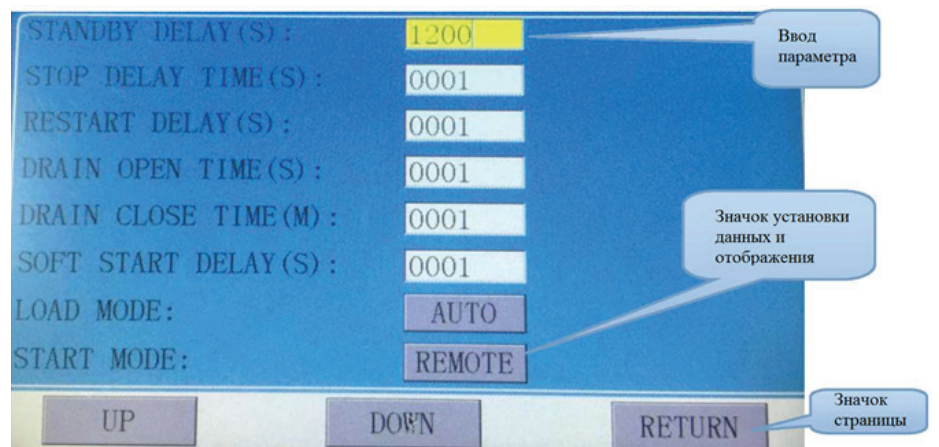 STANDBY DELAY(S): 1200
Ввод
параметра
STOP DELAY TIME(S): 0001
RESTART DELAY(S): 0001
DRAIN OPEN TIME(S): 0001
DRAIN CLOSE TIME(M): 0001
Значок установки
данных и
отображения
SOFT START DELAY(S): 0001
LOAD MODE: AUTO
START MODE: REMOTE
UP DOWN RETURN
Значок
страницы